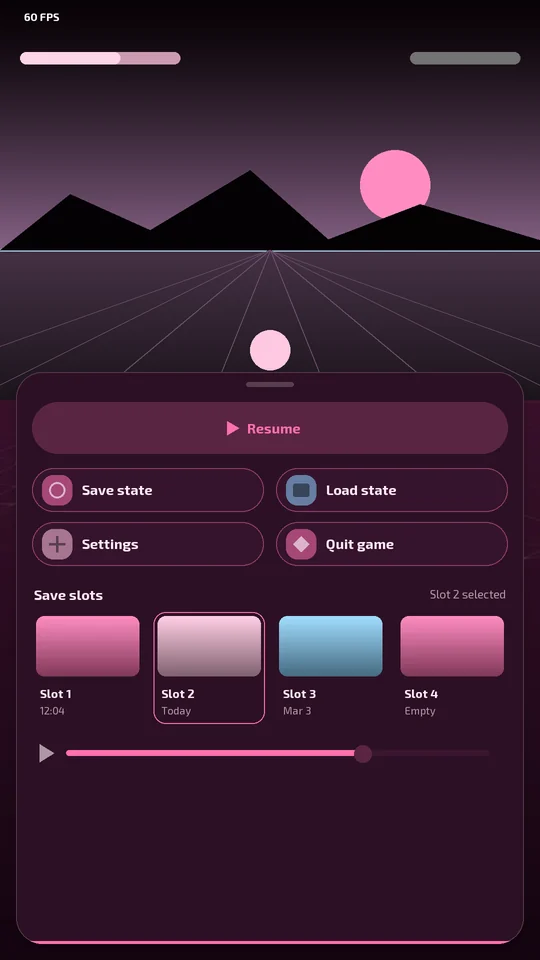 60 FPS
Resume
Save state
Load state
Settings
Quit game
Save slots
Slot 2 selected
Slot 1
Slot 2
Slot 3
Slot 4
12:04
Today
Mar 3
Empty